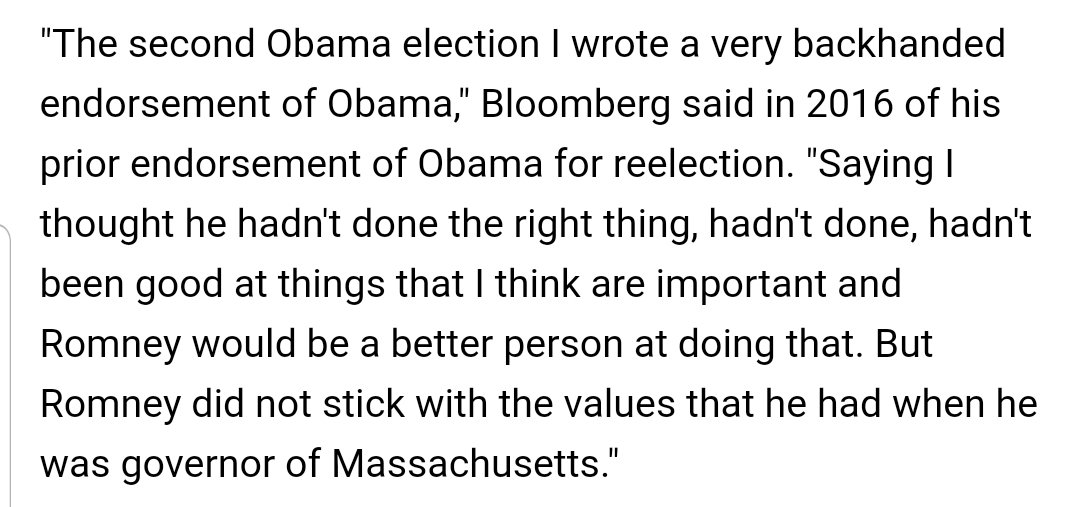 "The second Obama election I wrote a very backhanded
endorsement of Obama," Bloomberg said in 2016 of his
prior endorsement of Obama for reelection. "Saying I
thought he hadn't done the right thing, hadn't done, hadn't
been good at things that I think are important and
Romney would be a better person at doing that. But
Romney did not stick with the values that he had when he
was governor of Massachusetts."